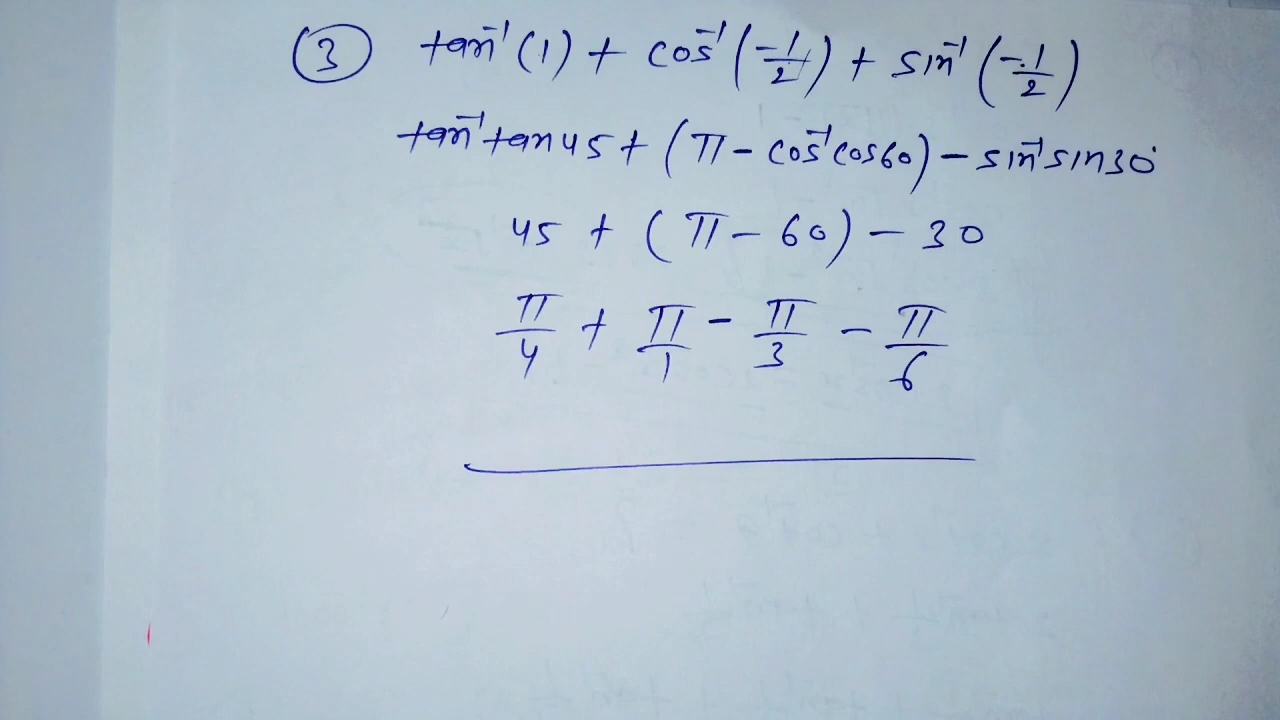 ③ tan⁻¹(1) + cos⁻¹(-1/2) + sin⁻¹(-1/2)
tan⁻¹tan45 + (π - cos⁻¹cos60) - sin⁻¹sin30°
45 + (π - 60) - 30
π/4 + π/1 - π/3 - π/6